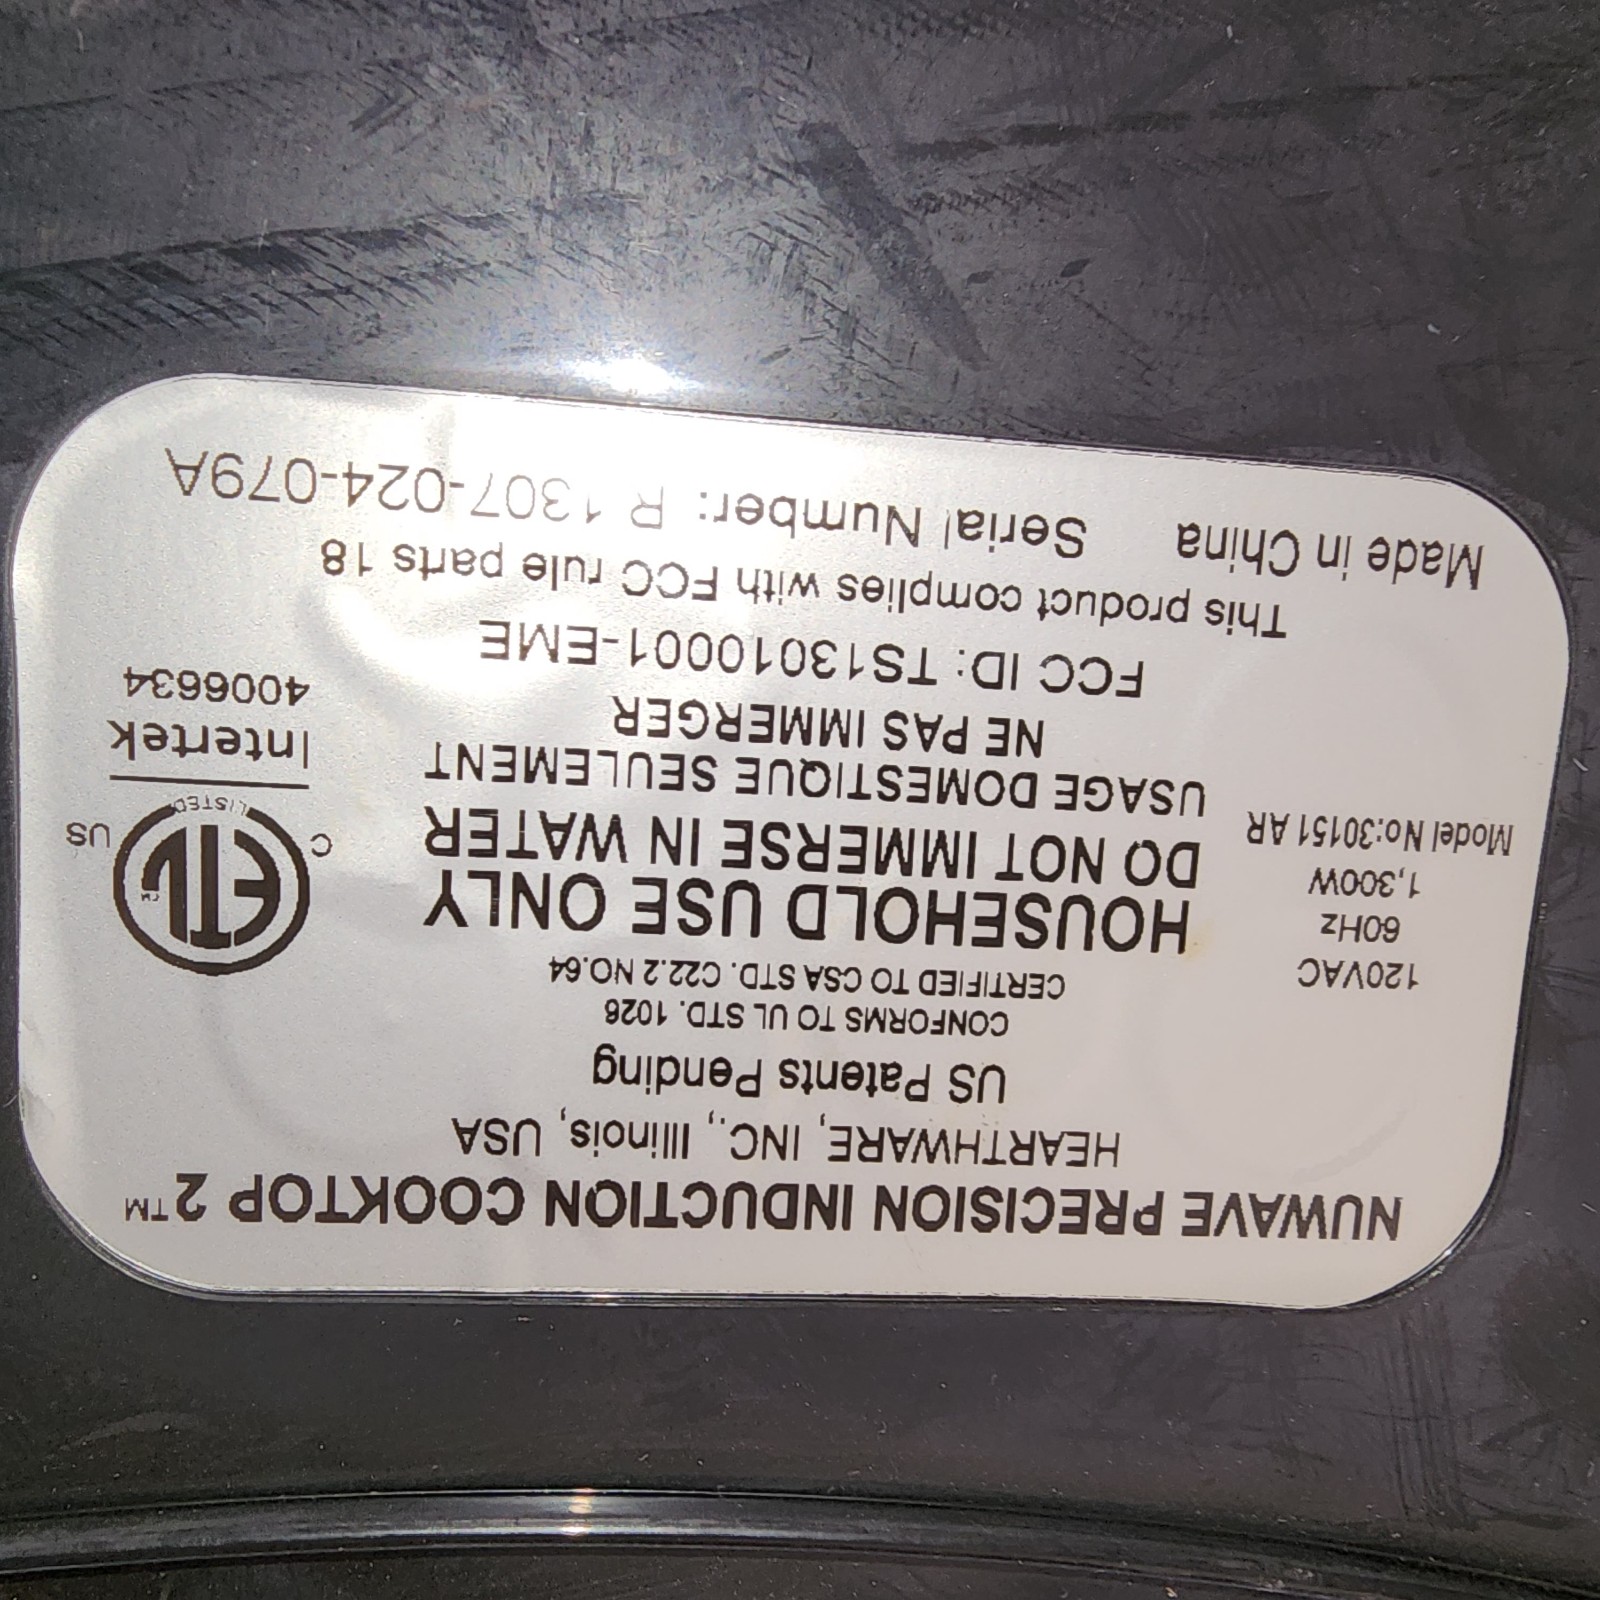 NUWAVE PRECISION INDUCTION COOKTOP 2™
HEARTHWARE, INC., Illinois, USA
US Patents Pending
CONFORMS TO UL STD. 1026
CERTIFIED TO CSA STD. C22.2 NO.64
120VAC
60Hz
1,300W
Model No:30151 AR
HOUSEHOLD USE ONLY
DO NOT IMMERSE IN WATER
USAGE DOMESTIQUE SEULEMENT
NE PAS IMMERGER
ETL CM
LISTED
C US
Intertek
4006634
FCC ID: TS13010001-EME
This product complies with FCC rule parts 18
Made in China Serial Number: R 1307-024-079A